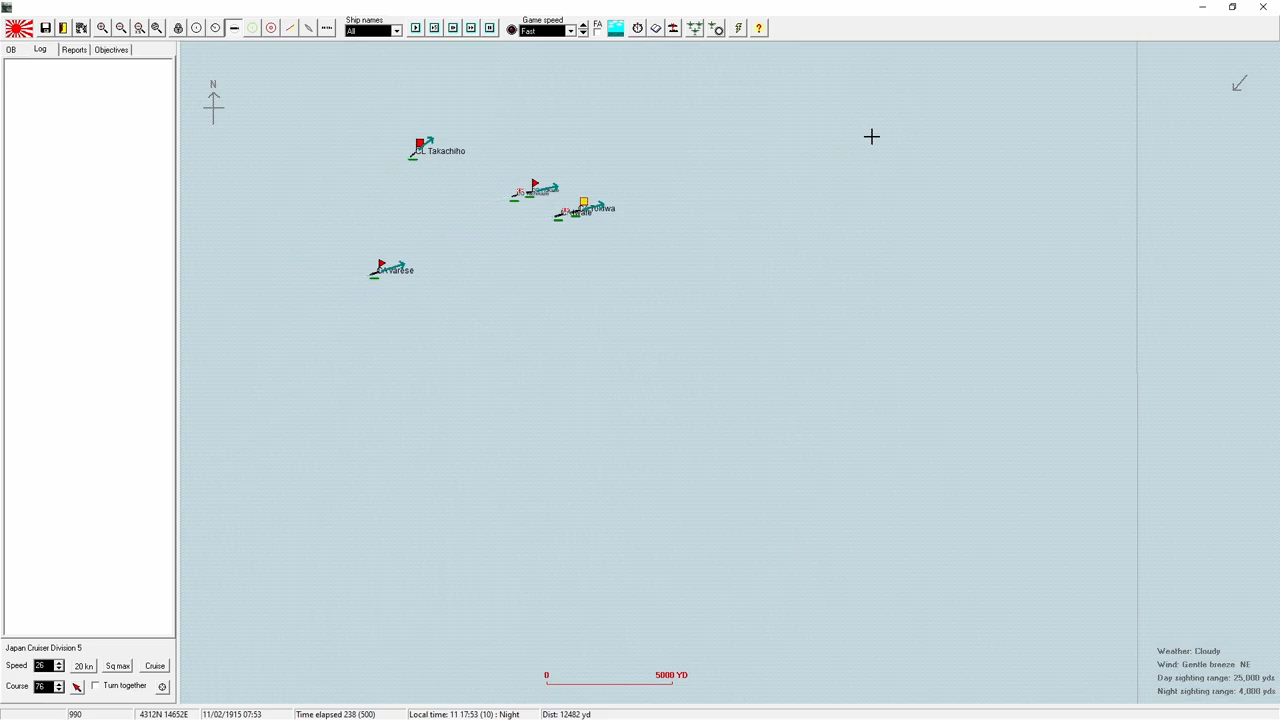 Ship names
Game speed
All
Fast
FA
OB Log Reports Objectives
N
CL Takachiho
CA Varese
Japan Cruiser Division 5
Speed 26 20 kn Sq max Cruise
Course 76 Turn together
0 5000 YD
Weather: Cloudy
Wind: Gentle breeze NE
Day sighting range: 25,000 yds
Night sighting range: 4,000 yds
990 4312N 14652E 11/02/1915 07:53 Time elapsed 238 (500) Local time: 11 17:53 (10) : Night Dist: 12482 yd